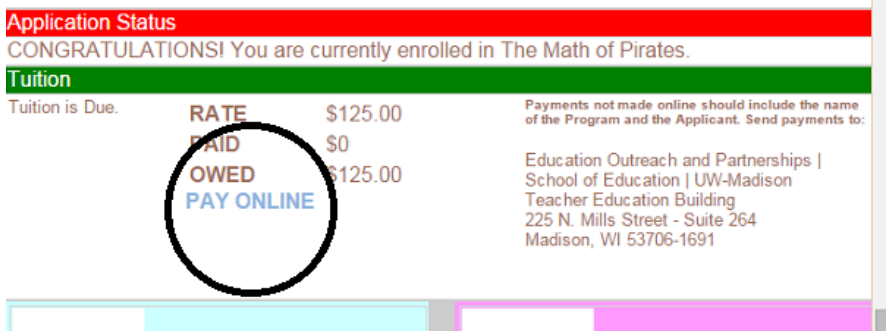 Application Status
CONGRATULATIONS! You are currently enrolled in The Math of Pirates.
Tuition
Tuition is Due.
RATE $125.00
PAID $0
OWED $125.00
PAY ONLINE
Payments not made online should include the name
of the Program and the Applicant. Send payments to:
Education Outreach and Partnerships |
School of Education | UW-Madison
Teacher Education Building
225 N. Mills Street - Suite 264
Madison, WI 53706-1691